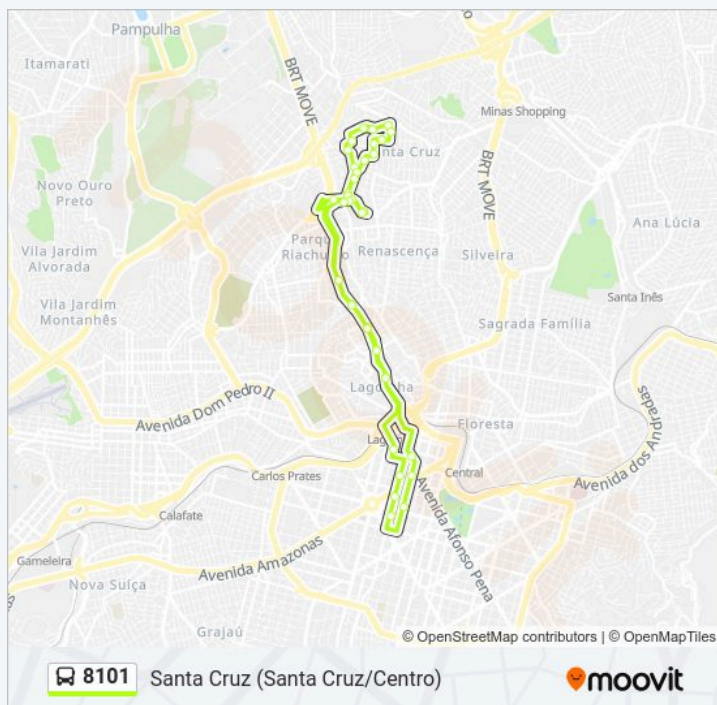 Pampulha
Itamarati
BRT MOVE
Minas Shopping
Santa Cruz
BRT MOVE
Novo Ouro
Preto
Ana Lúcia
Parque
Riachuelo
Renascença
Silveira
Vila Jardim
Alvorada
Santa Inês
Vila Jardim
Montanhês
Sagrada Família
Lagoinha
Avenida Dom Pedro II
Floresta
Avenida dos Andradas
Carlos Prates
Central
Calafate
Avenida Afonso Pena
Gameleira
Avenida Amazonas
Nova Suíça
Grajaú
© OpenStreetMap contributors | © OpenMapTiles
8101 Santa Cruz (Santa Cruz/Centro)
moovit